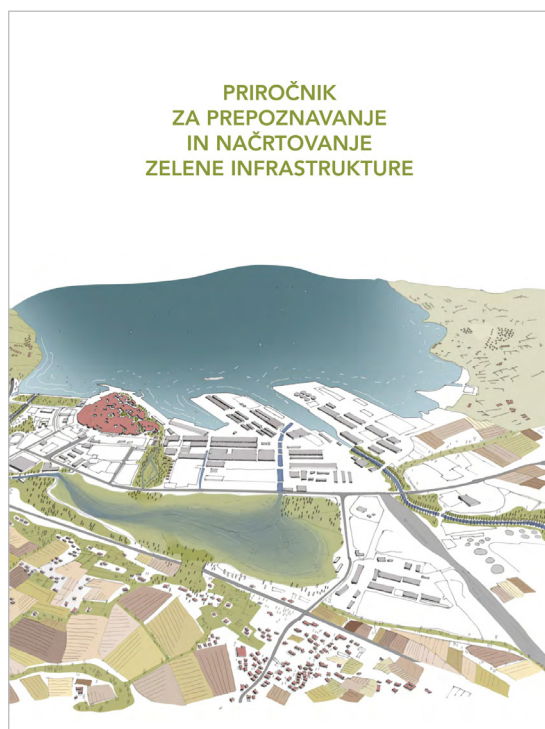 PRIROČNIK
ZA PREPOZNAVANJE
IN NAČRTOVANJE
ZELENE INFRASTRUKTURE